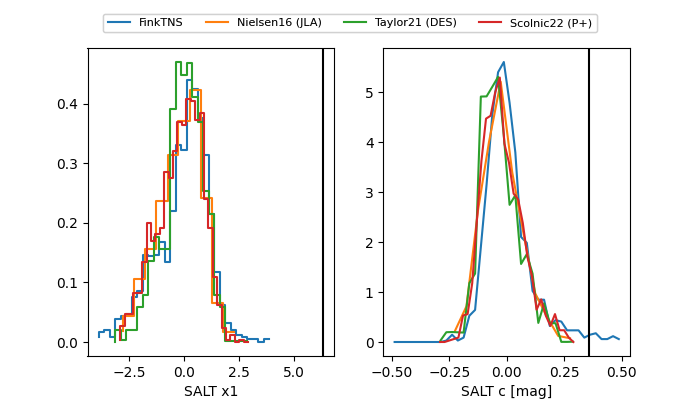 FinkTNS Nielsen16 (JLA) Taylor21 (DES) Scolnic22 (P+)
0.4
0.3
0.2
0.1
0.0
−2.5 0.0 2.5 5.0
SALT x1
5
4
3
2
1
0
−0.50 −0.25 0.00 0.25 0.50
SALT c [mag]